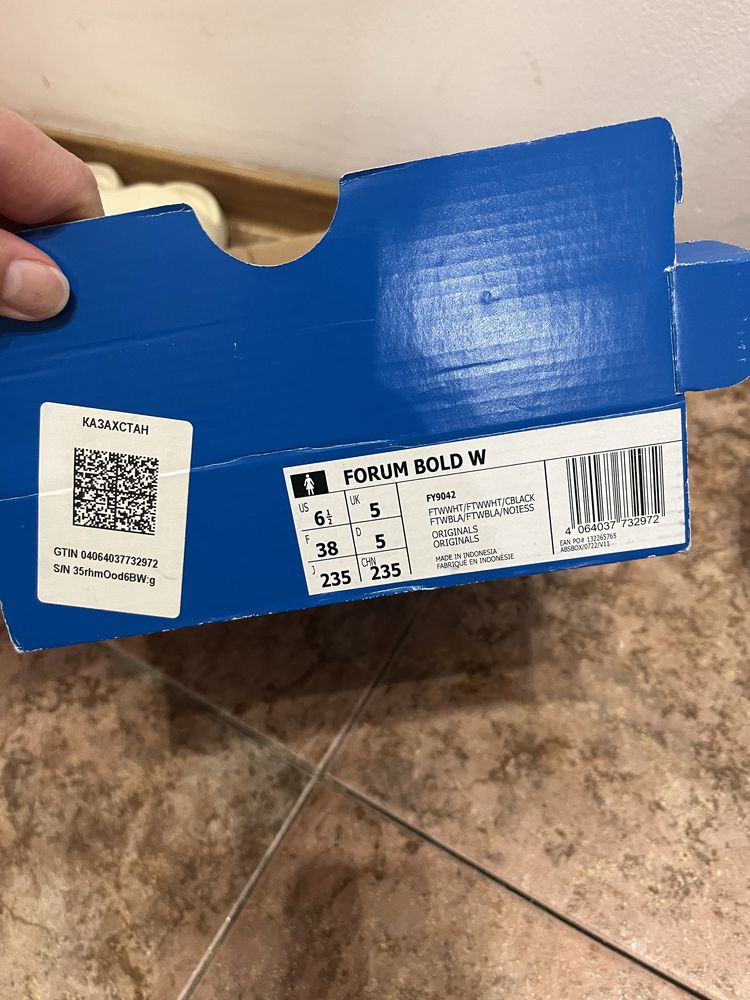 КАЗАХСТАН
GTIN 04064037732972
S/N 35rhmOod6BW:g
FORUM BOLD W
US 6½ UK 5
F 38 D 5
J 235 CHN 235
FY9042
FTWWHT/FTWWHT/CBLACK
FTWBLA/FTWBLA/NOIESS
ORIGINALS
ORIGINALS
MADE IN INDONESIA
FABRIQUÉ EN INDONÉSIE
4 064037 732972
EAN PO# 132265765
ABSBOX/0722/V11